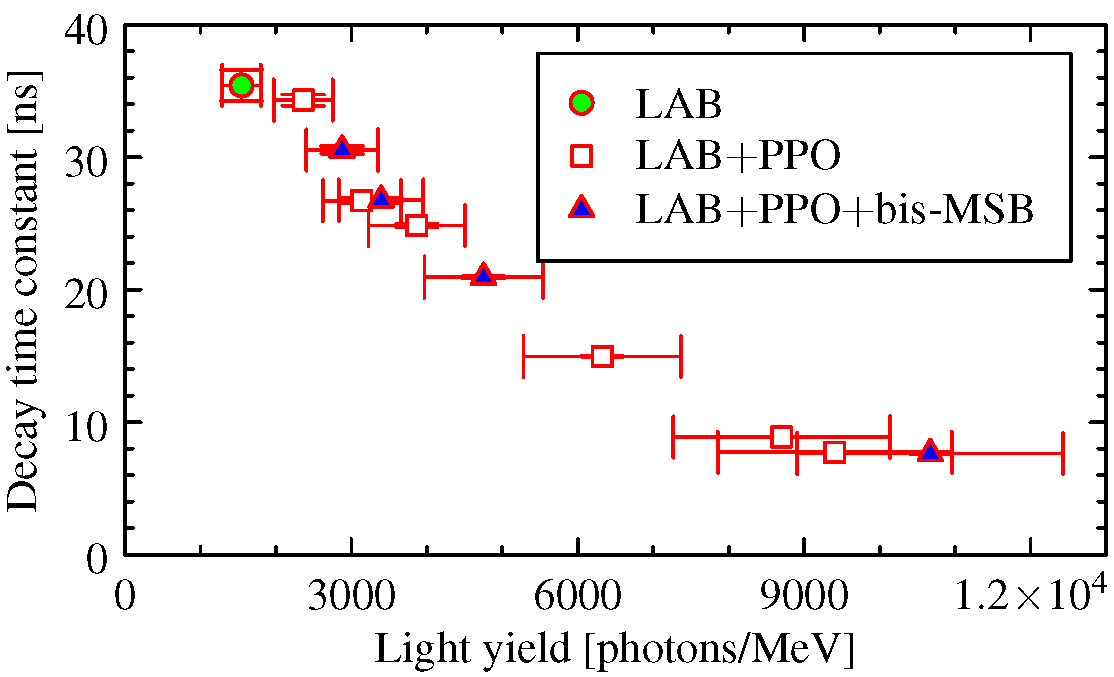 Decay time constant [ns]
40
30
20
10
0
LAB
LAB+PPO
LAB+PPO+bis-MSB
0 3000 6000 9000 1.2×10⁴
Light yield [photons/MeV]